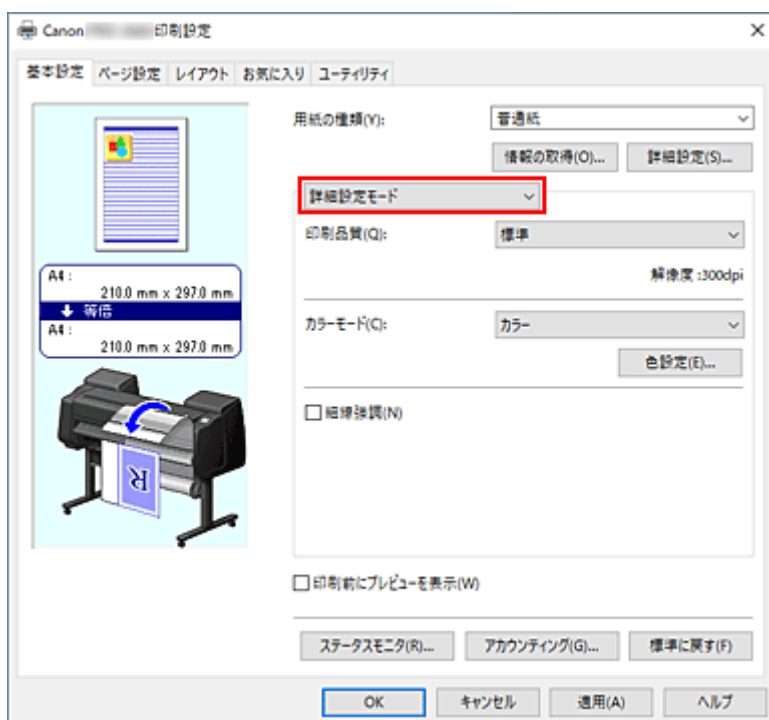 Canon 印刷設定
基本設定 ページ設定 レイアウト お気に入り ユーティリティ
用紙の種類(Y): 普通紙
情報の取得(O)... 詳細設定(S)...
詳細設定モード
印刷品質(Q): 標準
解像度 :300dpi
A4 :
210.0 mm x 297.0 mm
等倍
A4 :
210.0 mm x 297.0 mm
カラーモード(C): カラー
色設定(E)...
細線強調(N)
R
印刷前にプレビューを表示(W)
ステータスモニタ(R)... アカウンティング(G)... 標準に戻す(F)
OK キャンセル 適用(A) ヘルプ